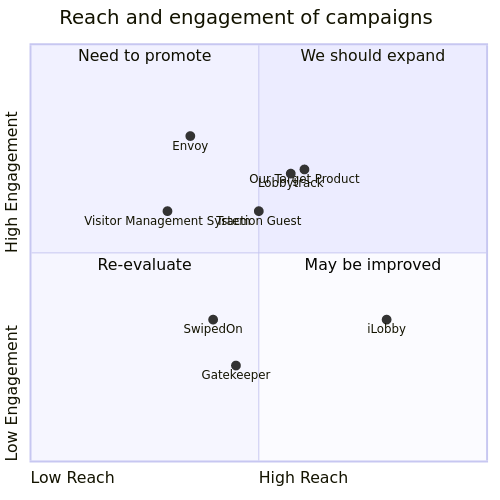 Reach and engagement of campaigns
Need to promote
We should expand
Envoy
Our Target Product
Lobbytrack
Visitor Management System
Traction Guest
Re-evaluate
May be improved
SwipedOn
iLobby
Gatekeeper
High Engagement
Low Engagement
Low Reach
High Reach